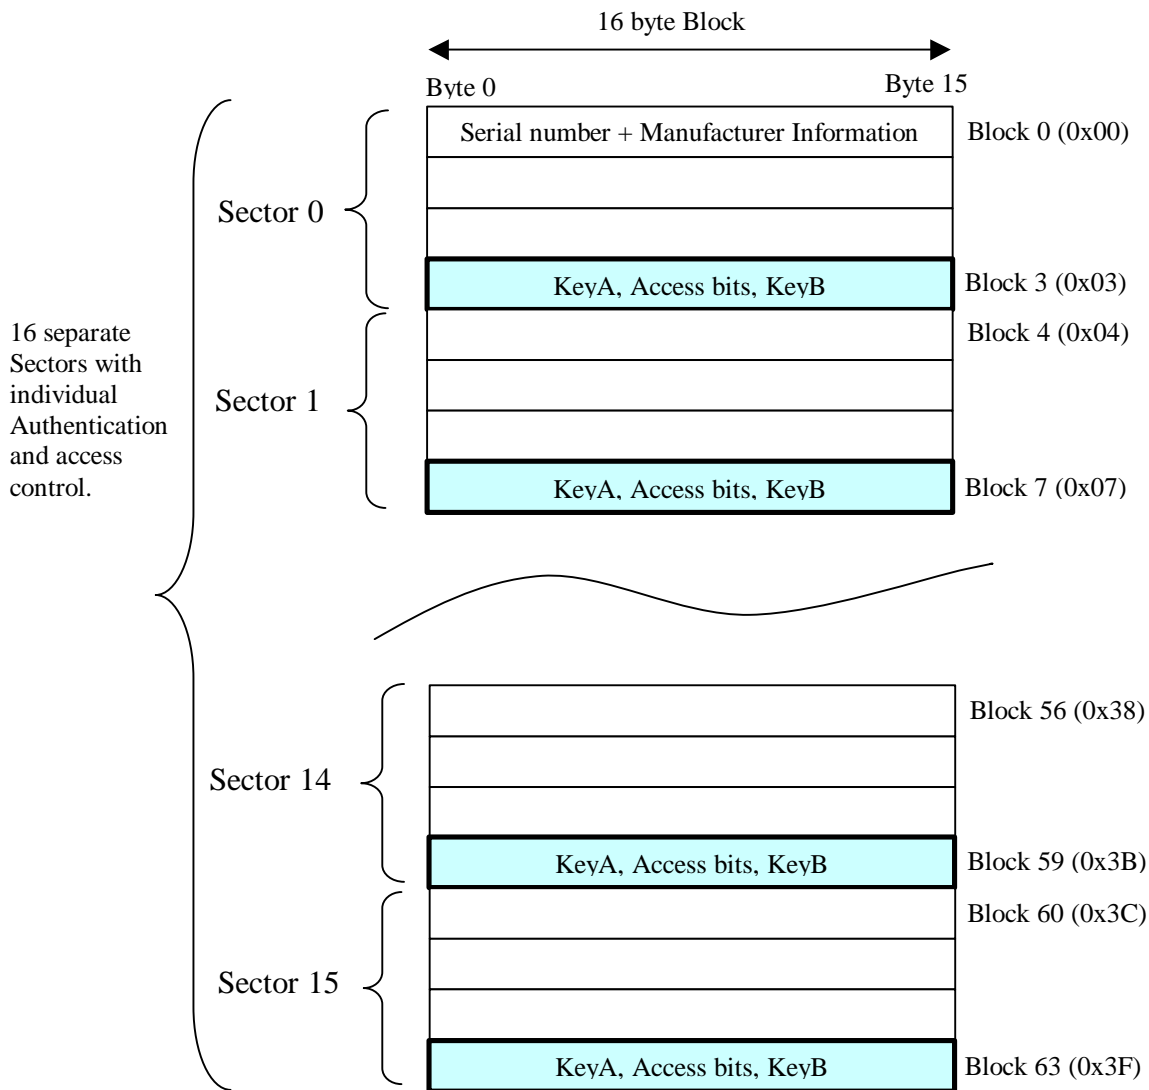 16 byte Block
Byte 0
Byte 15
Serial number + Manufacturer Information
Block 0 (0x00)
Sector 0
KeyA, Access bits, KeyB
Block 3 (0x03)
16 separate
Sectors with
individual
Authentication
and access
control.
Block 4 (0x04)
Sector 1
KeyA, Access bits, KeyB
Block 7 (0x07)
Block 56 (0x38)
Sector 14
KeyA, Access bits, KeyB
Block 59 (0x3B)
Block 60 (0x3C)
Sector 15
KeyA, Access bits, KeyB
Block 63 (0x3F)